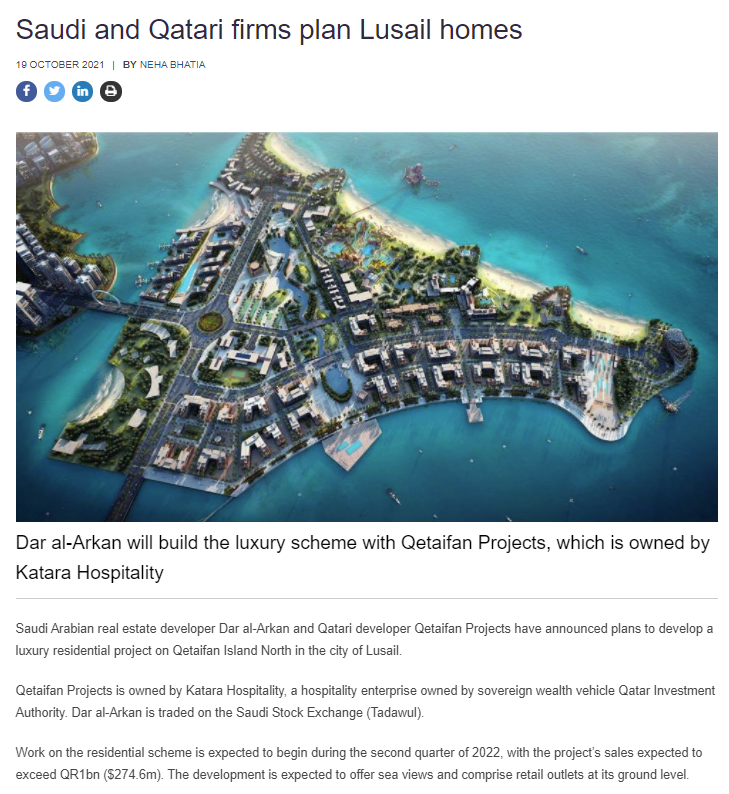 Saudi and Qatari firms plan Lusail homes
19 OCTOBER 2021 | BY NEHA BHATIA
Dar al-Arkan will build the luxury scheme with Qetaifan Projects, which is owned by
Katara Hospitality
Saudi Arabian real estate developer Dar al-Arkan and Qatari developer Qetaifan Projects have announced plans to develop a
luxury residential project on Qetaifan Island North in the city of Lusail.
Qetaifan Projects is owned by Katara Hospitality, a hospitality enterprise owned by sovereign wealth vehicle Qatar Investment
Authority. Dar al-Arkan is traded on the Saudi Stock Exchange (Tadawul).
Work on the residential scheme is expected to begin during the second quarter of 2022, with the project's sales expected to
exceed QR1bn ($274.6m). The development is expected to offer sea views and comprise retail outlets at its ground level.